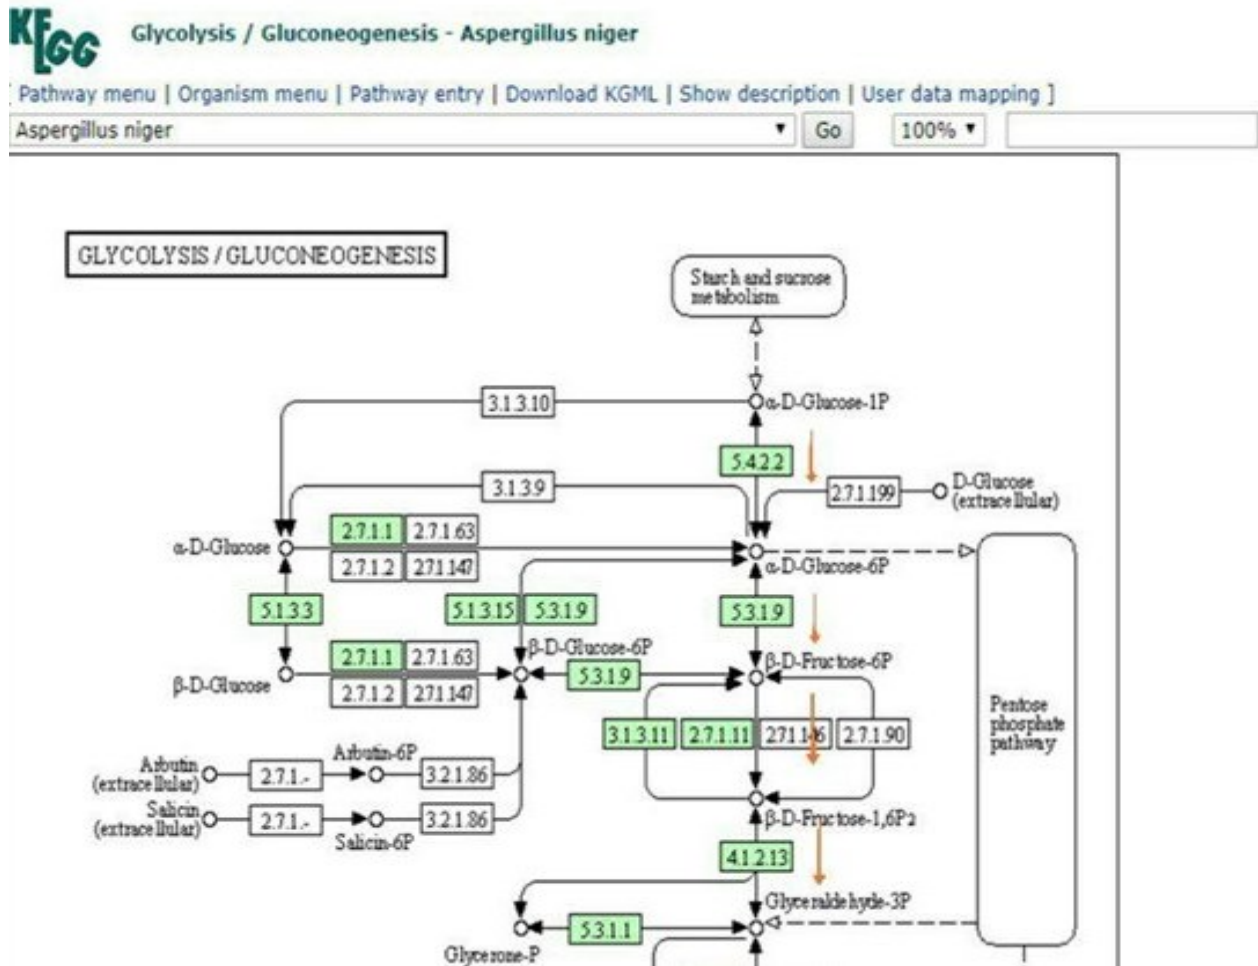 KEGG
Glycolysis / Gluconeogenesis - Aspergillus niger
[ Pathway menu | Organism menu | Pathway entry | Download KGML | Show description | User data mapping ]
Aspergillus niger
Go
100%
GLYCOLYSIS / GLUCONEOGENESIS
Starch and sucrose
metabolism
3.1.3.10
α-D-Glucose-1P
5.4.2.2
3.1.3.9
2.7.1.199
D-Glucose
(extracellular)
2.7.1.1 2.7.1.63
α-D-Glucose
2.7.1.2 2.7.1.147
α-D-Glucose-6P
5.1.3.3
5.1.3.15 5.3.1.9
5.3.1.9
2.7.1.1 2.7.1.63
β-D-Glucose-6P
β-D-Glucose
2.7.1.2 2.7.1.147
5.3.1.9
β-D-Fructose-6P
Pentose
phosphate
pathway
3.1.3.11 2.7.1.11 2.7.1.146 2.7.1.90
Arbutin
(extracellular)
2.7.1.-
Arbutin-6P
3.2.1.86
Salicin
(extracellular)
2.7.1.-
Salicin-6P
3.2.1.86
β-D-Fructose-1,6P2
4.1.2.13
Glyceraldehyde-3P
5.3.1.1
Glycerone-P